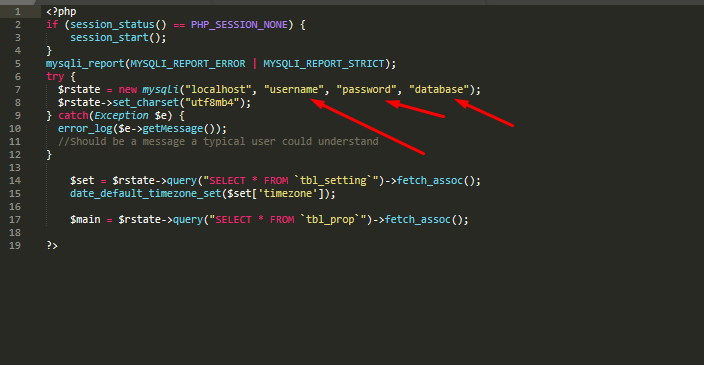 1 <?php
2 if (session_status() == PHP_SESSION_NONE) {
3 session_start();
4 }
5 mysqli_report(MYSQLI_REPORT_ERROR | MYSQLI_REPORT_STRICT);
6 try {
7 $rstate = new mysqli("localhost", "username", "password", "database");
8 $rstate->set_charset("utf8mb4");
9 } catch(Exception $e) {
10 error_log($e->getMessage());
11 //Should be a message a typical user could understand
12 }
13
14 $set = $rstate->query("SELECT * FROM `tbl_setting`")->fetch_assoc();
15 date_default_timezone_set($set['timezone']);
16
17 $main = $rstate->query("SELECT * FROM `tbl_prop`")->fetch_assoc();
18
19 ?>